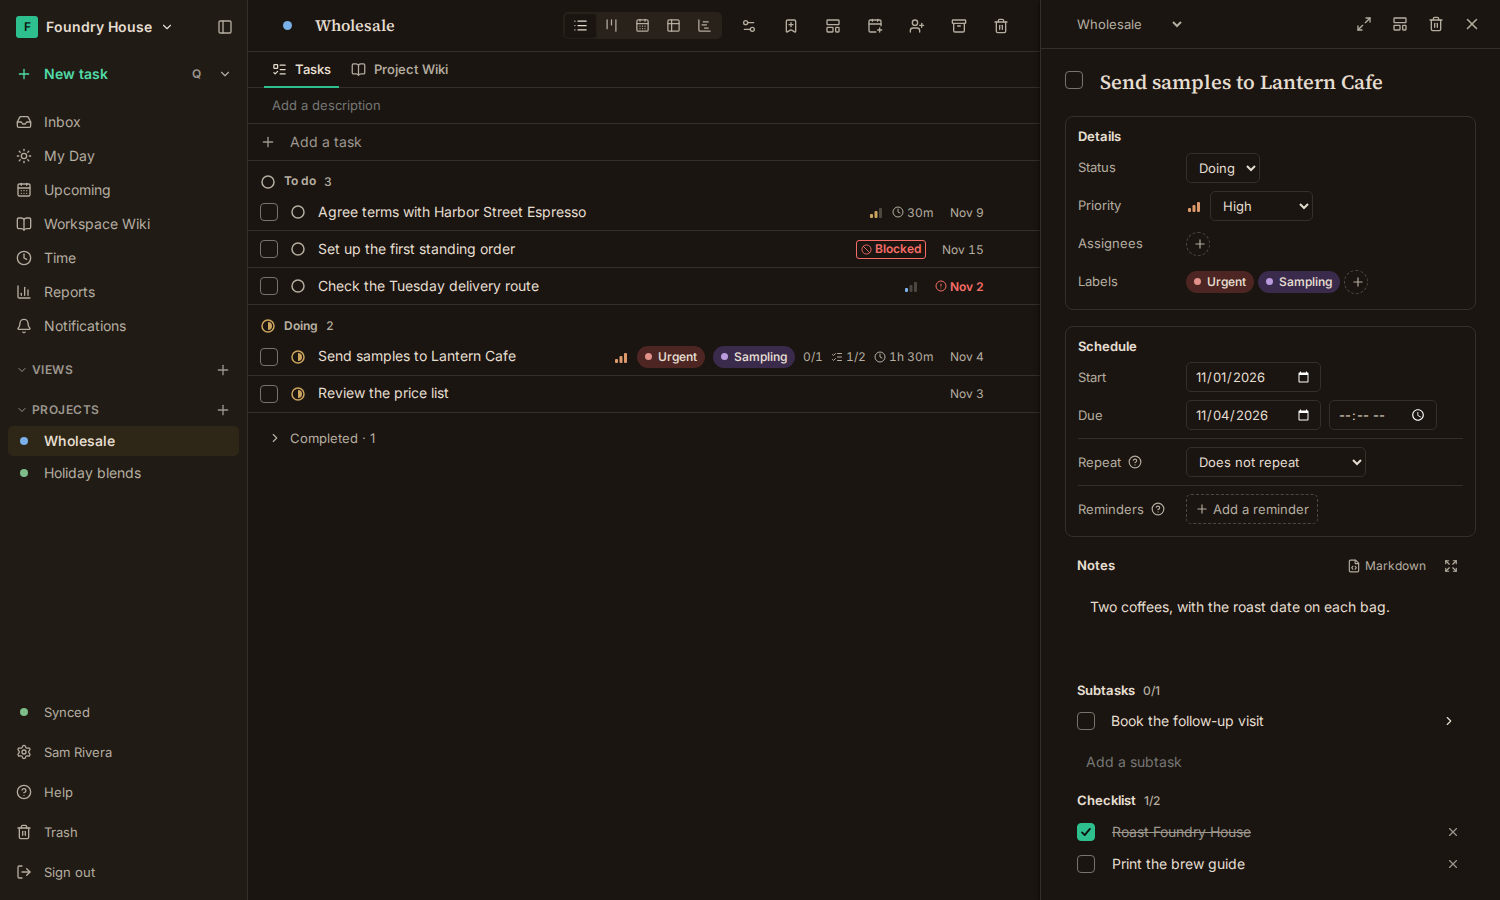 F Foundry House
New task Q
Inbox
My Day
Upcoming
Workspace Wiki
Time
Reports
Notifications
VIEWS
PROJECTS
Wholesale
Holiday blends
Synced
Sam Rivera
Help
Trash
Sign out
Wholesale
Tasks Project Wiki
Add a description
Add a task
To do 3
Agree terms with Harbor Street Espresso 30m Nov 9
Set up the first standing order Blocked Nov 15
Check the Tuesday delivery route Nov 2
Doing 2
Send samples to Lantern Cafe Urgent Sampling 0/1 1/2 1h 30m Nov 4
Review the price list Nov 3
Completed · 1
Wholesale
Send samples to Lantern Cafe
Details
Status Doing
Priority High
Assignees
Labels Urgent Sampling
Schedule
Start 11/01/2026
Due 11/04/2026 --:-- --
Repeat Does not repeat
Reminders Add a reminder
Notes Markdown
Two coffees, with the roast date on each bag.
Subtasks 0/1
Book the follow-up visit
Add a subtask
Checklist 1/2
Roast Foundry House
Print the brew guide